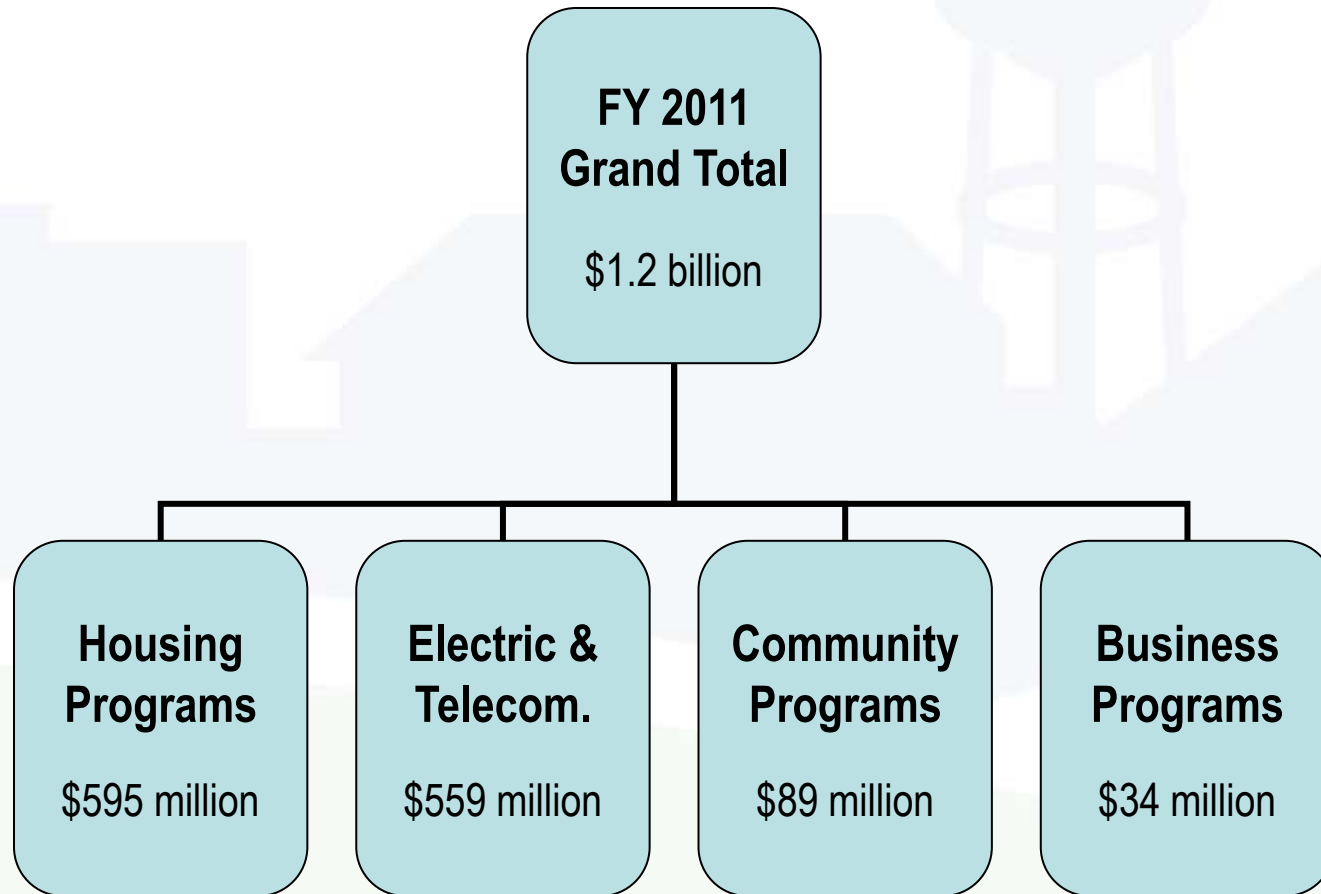 FY 2011
Grand Total
$1.2 billion
Housing
Programs
$595 million
Electric &
Telecom.
$559 million
Community
Programs
$89 million
Business
Programs
$34 million